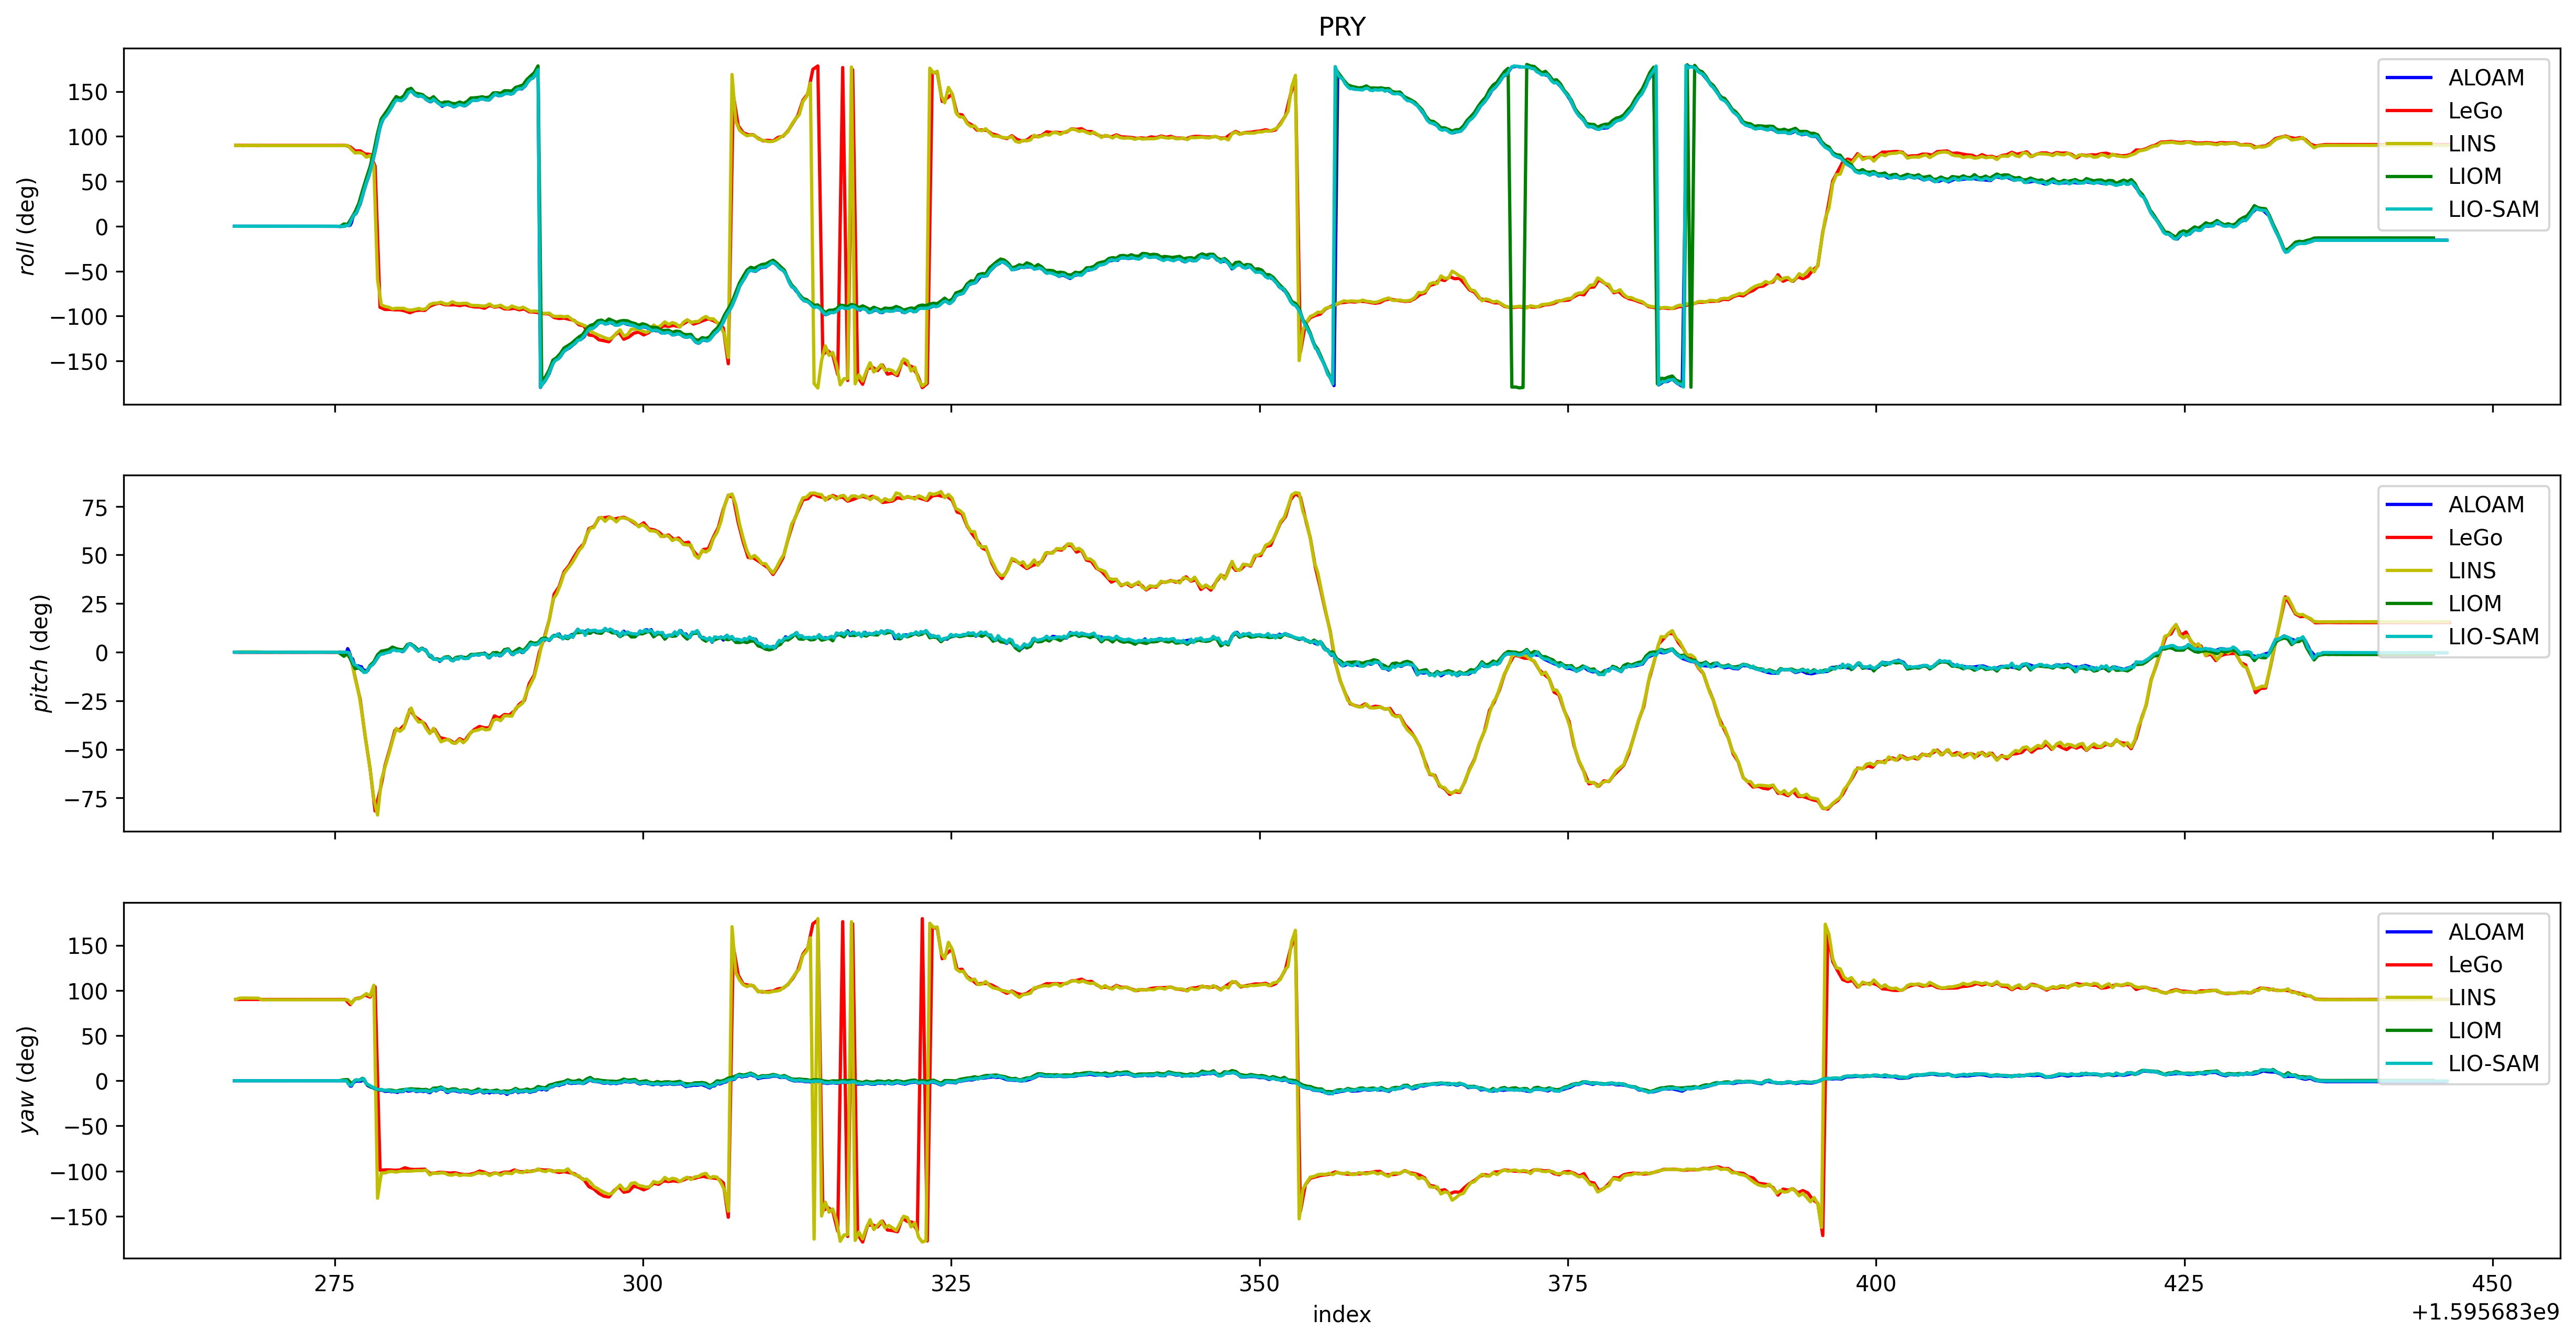 PRY
roll (deg)
150
100
50
0
−50
−100
−150
ALOAM
LeGo
LINS
LIOM
LIO-SAM
pitch (deg)
75
50
25
0
−25
−50
−75
ALOAM
LeGo
LINS
LIOM
LIO-SAM
yaw (deg)
150
100
50
0
−50
−100
−150
ALOAM
LeGo
LINS
LIOM
LIO-SAM
275 300 325 350 375 400 425 450
index
+1.595683e9